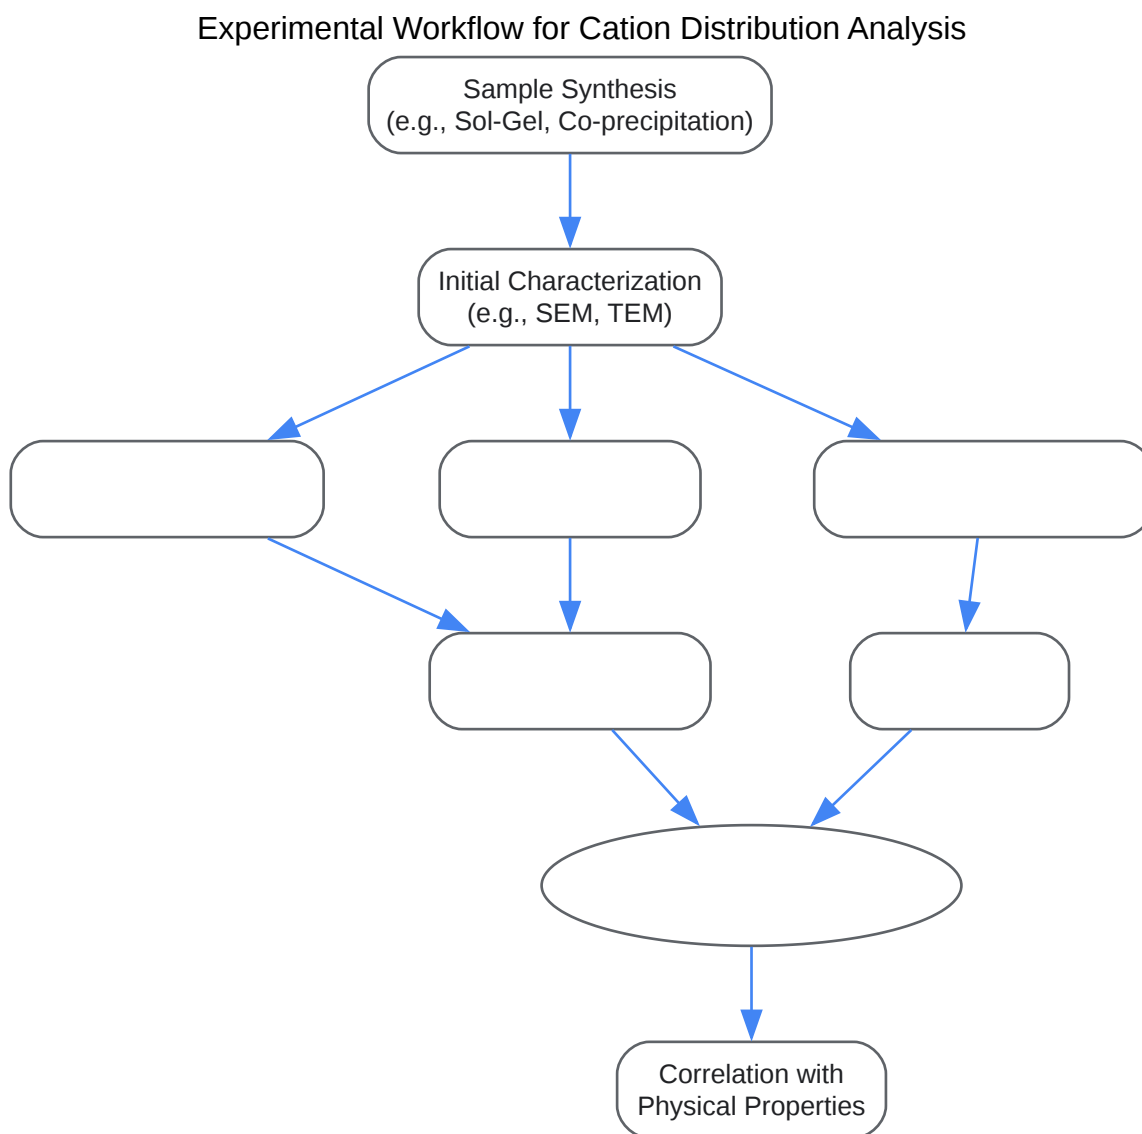 Experimental Workflow for Cation Distribution Analysis
Sample Synthesis
(e.g., Sol-Gel, Co-precipitation)
Initial Characterization
(e.g., SEM, TEM)
Correlation with
Physical Properties